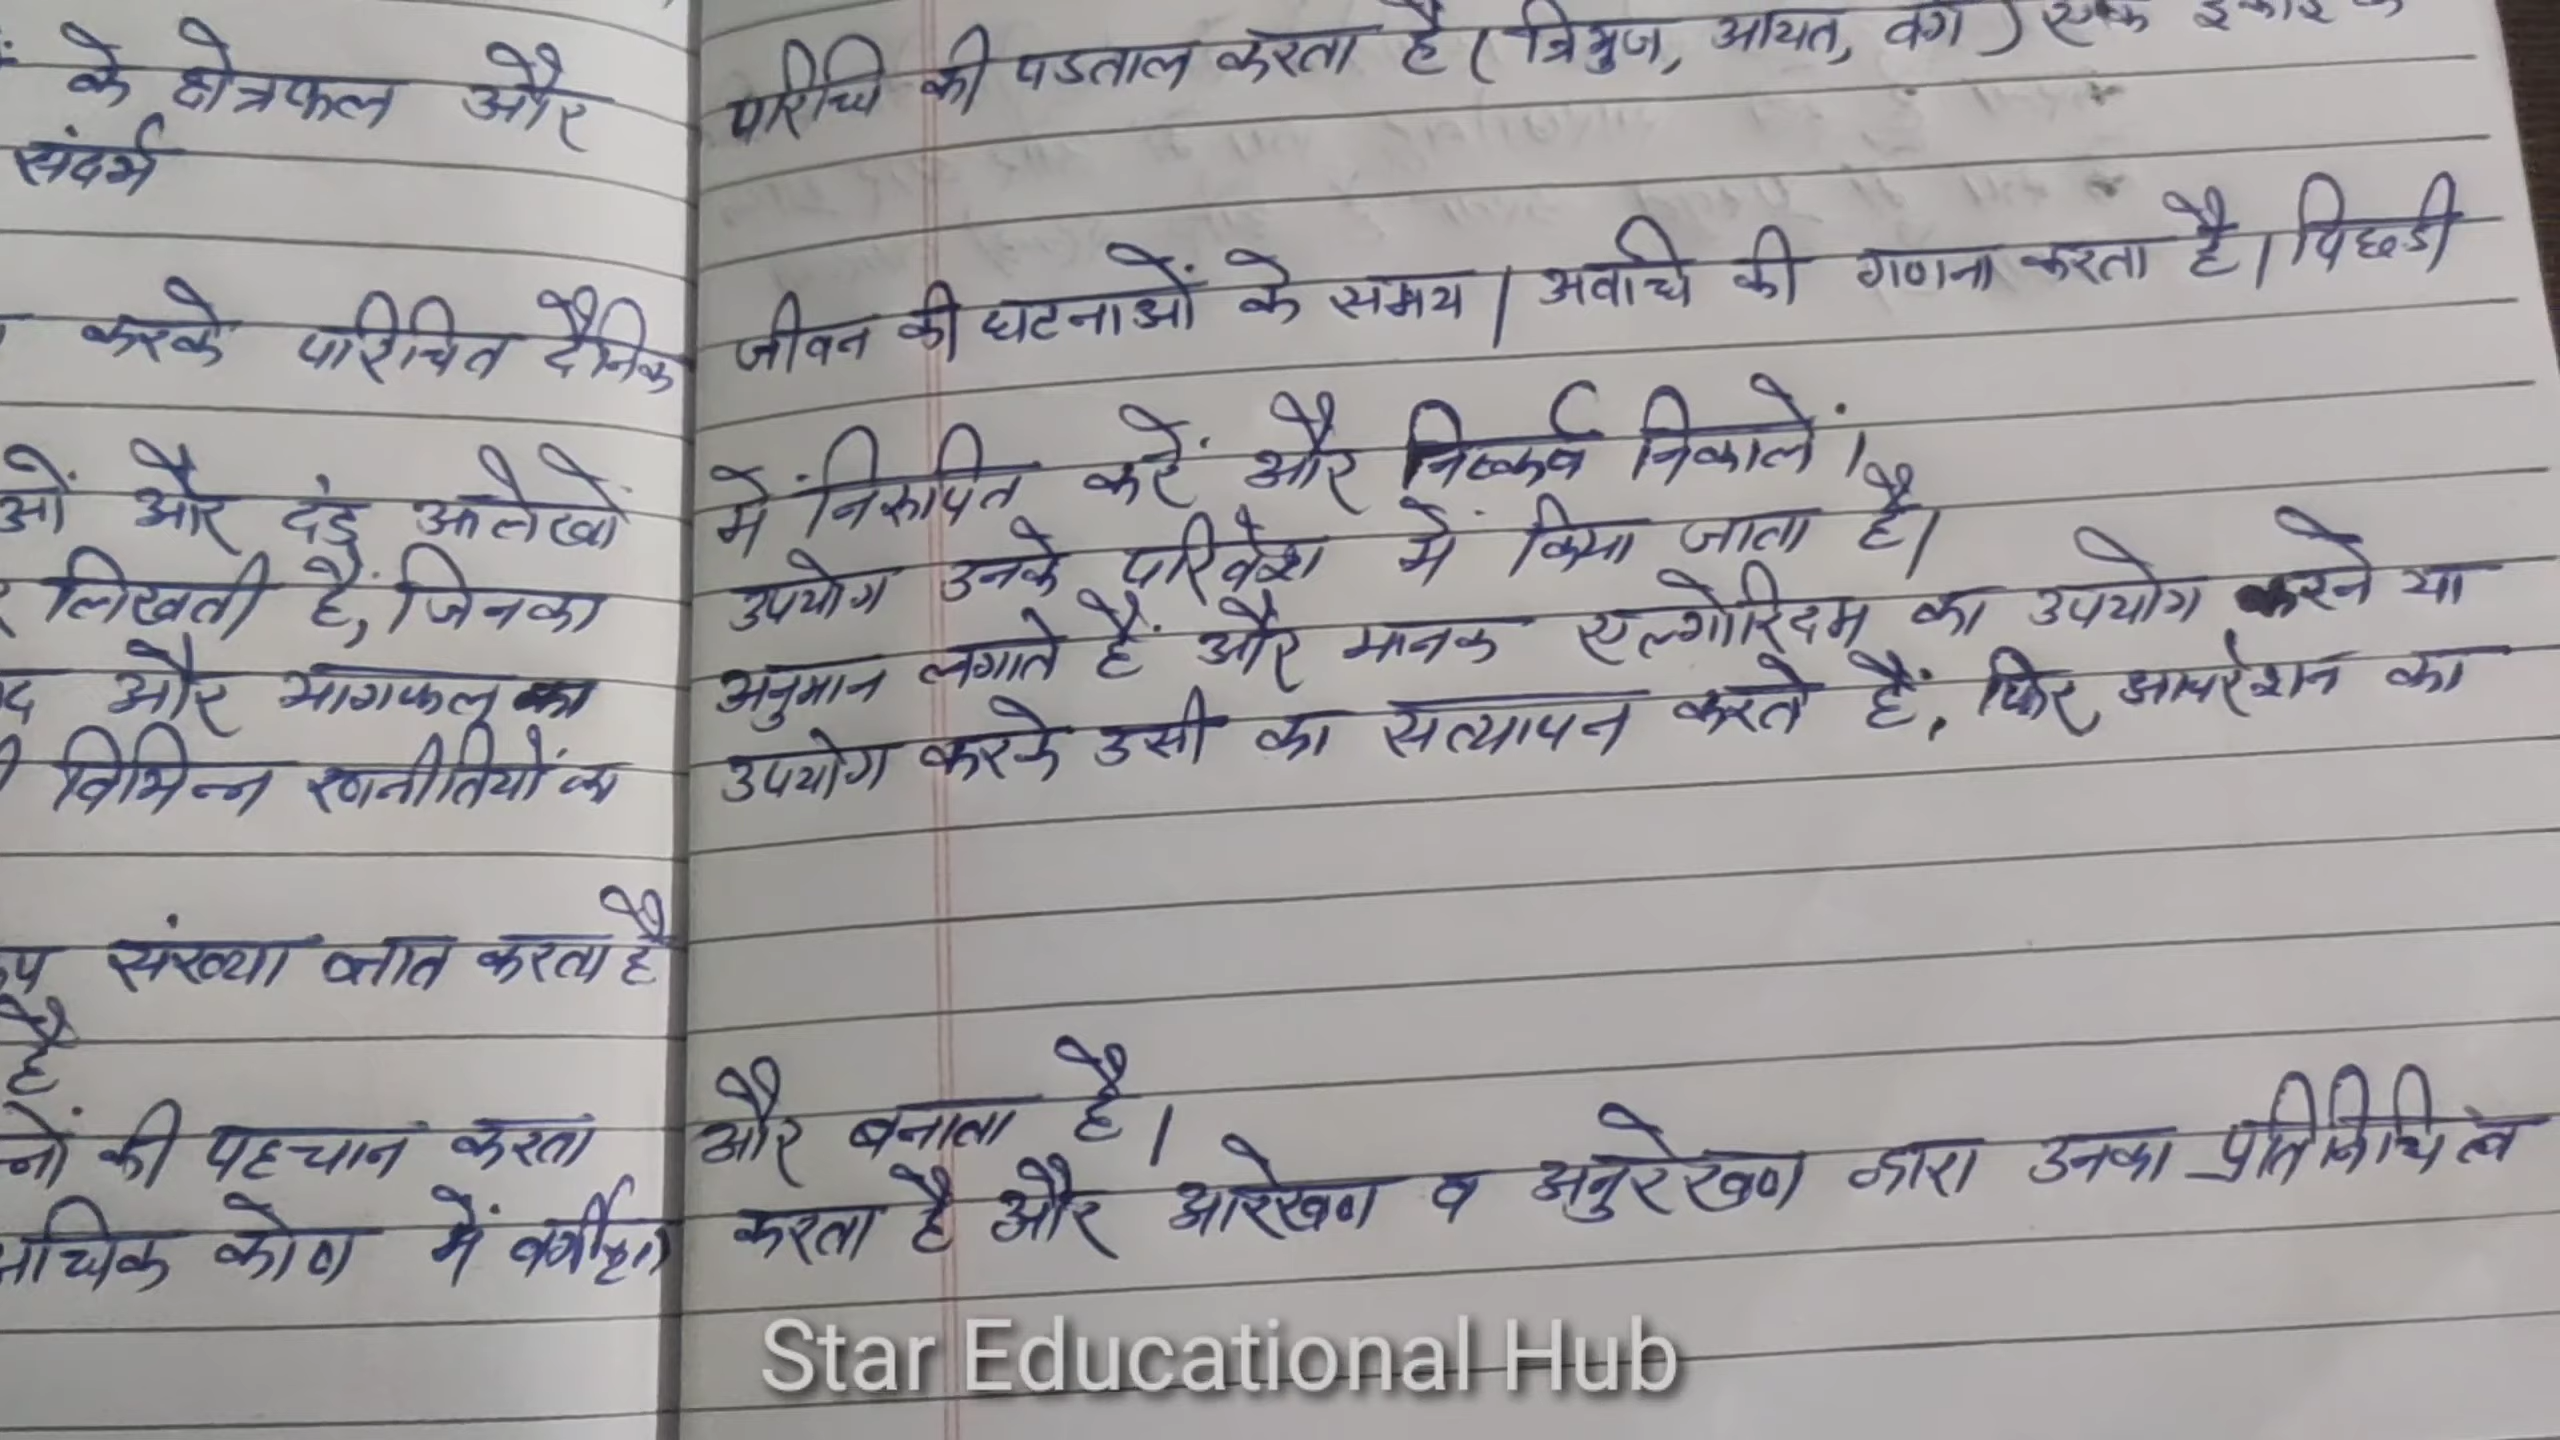 के क्षेत्रफल और
संदर्भ
करके परिचित दैनिक
ओं और दंड आलेखों
लिखती हैं, जिनका
और भागफल का
विभिन्न रणनीतियों का
संख्या ज्ञात करता है
है
की पहचान करता
कोण में वर्गीकृत
परिधि की पडताल करता है (त्रिभुज, आयत, वर्ग) एक इकाई के
जीवन की घटनाओं के समय / अवधि की गणना करता है। पिछडी
में निरूपित करें और निष्कर्ष निकालें।
उपयोग उनके परिवेश में किया जाता है।
अनुमान लगाते हैं और मानक एल्गोरिदम का उपयोग करने या
उपयोग करके उसी का सत्यापन करते हैं, फिर आपरेशन का
और बनाता है।
करता है और आरेखण व अनुरेखण द्वारा उनका प्रतिनिधित्व
Star Educational Hub